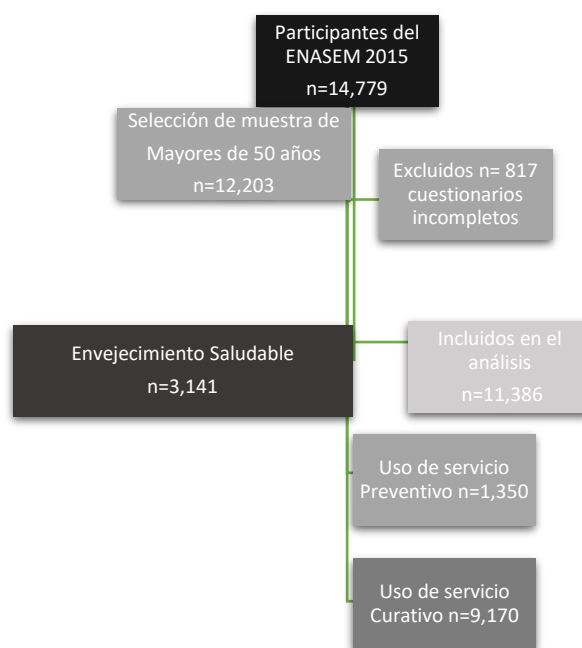 Participantes del
ENASEM 2015
n=14,779
Selección de muestra de
Mayores de 50 años
n=12,203
Excluidos n= 817
cuestionarios
incompletos
Envejecimiento Saludable
n=3,141
Incluidos en el
análisis
n=11,386
Uso de servicio
Preventivo n=1,350
Uso de servicio
Curativo n=9,170